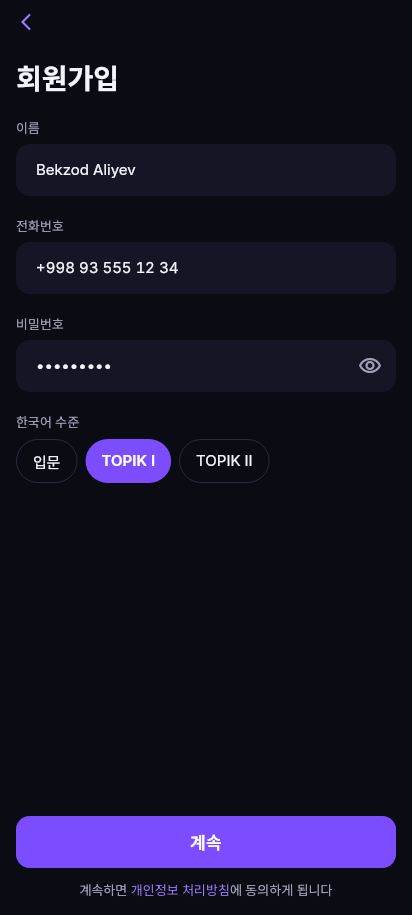 회원가입
이름
Bekzod Aliyev
전화번호
+998 93 555 12 34
비밀번호
•••••••••
한국어 수준
입문 TOPIK I TOPIK II
계속
계속하면 개인정보 처리방침에 동의하게 됩니다